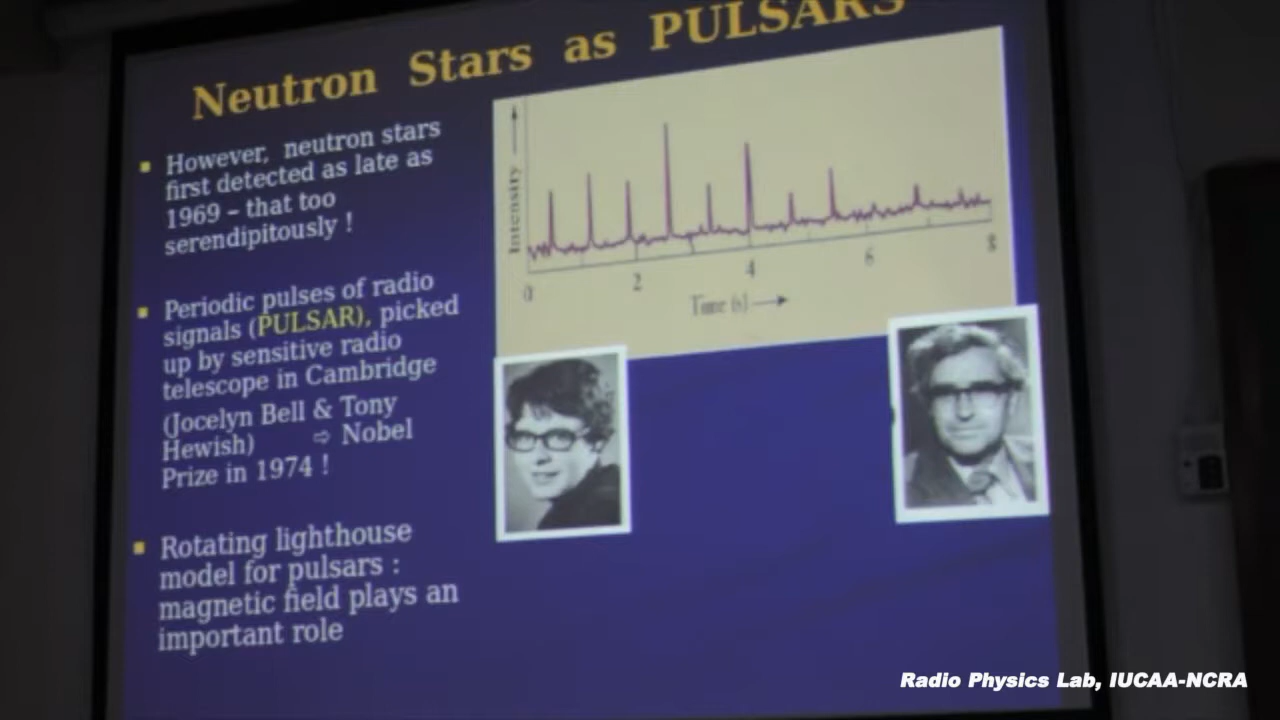 Neutron Stars as PULSARS
However, neutron stars
first detected as late as
1969 – that too
serendipitously !
Periodic pulses of radio
signals (PULSAR), picked
up by sensitive radio
telescope in Cambridge
(Jocelyn Bell & Tony
Hewish) ⇨ Nobel
Prize in 1974 !
Rotating lighthouse
model for pulsars :
magnetic field plays an
important role
Intensity
0 2 4 6 8
Time (s)
Radio Physics Lab, IUCAA-NCRA